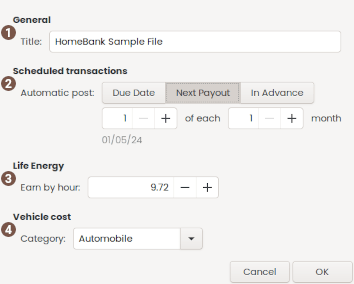 General
1
Title: HomeBank Sample File
Scheduled transactions
2
Automatic post: Due Date Next Payout In Advance
1 − + of each 1 − + month
01/05/24
Life Energy
3
Earn by hour: 9.72 − +
Vehicle cost
4
Category: Automobile
Cancel OK